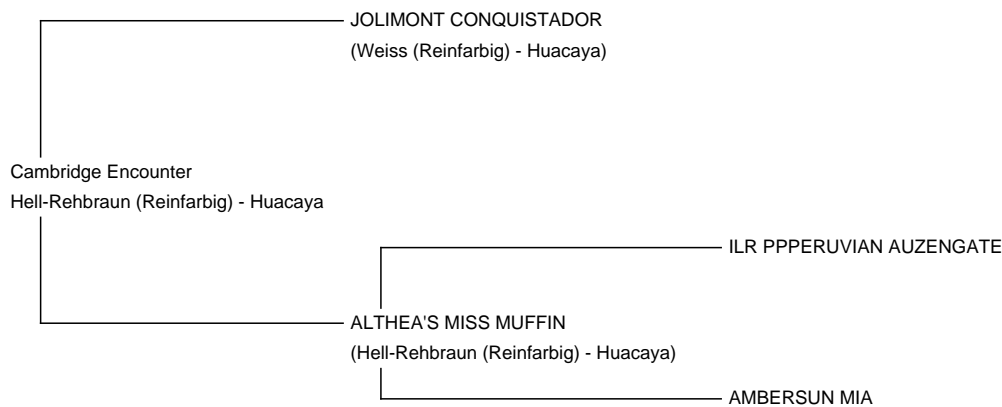 JOLIMONT CONQUISTADOR
(Weiss (Reinfarbig) - Huacaya)
Cambridge Encounter
Hell-Rehbraun (Reinfarbig) - Huacaya
ILR PPPERUVIAN AUZENGATE
ALTHEA'S MISS MUFFIN
(Hell-Rehbraun (Reinfarbig) - Huacaya)
AMBERSUN MIA